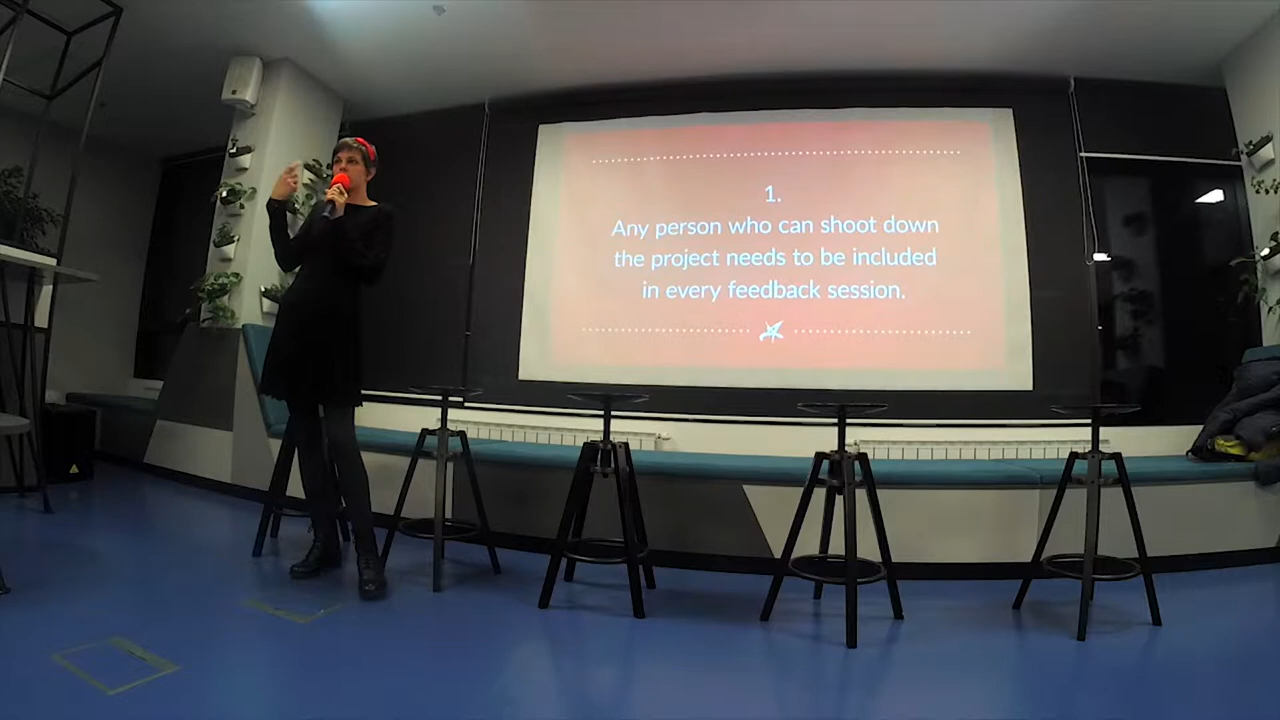 1.
Any person who can shoot down
the project needs to be included
in every feedback session.